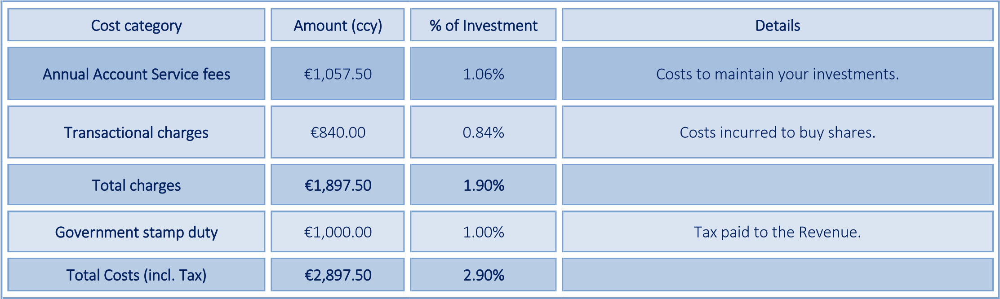 Cost category Amount (ccy) % of Investment Details
Annual Account Service fees €1,057.50 1.06% Costs to maintain your investments.
Transactional charges €840.00 0.84% Costs incurred to buy shares.
Total charges €1,897.50 1.90%
Government stamp duty €1,000.00 1.00% Tax paid to the Revenue.
Total Costs (incl. Tax) €2,897.50 2.90%